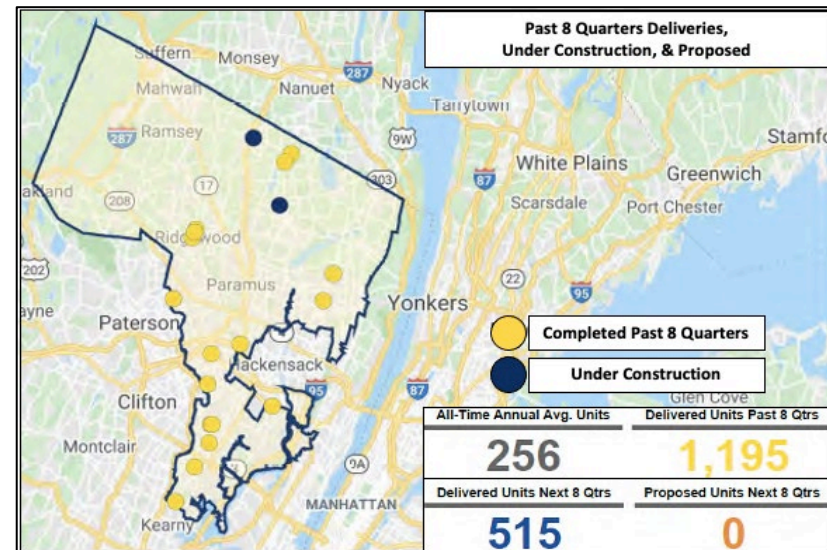 Past 8 Quarters Deliveries,
Under Construction, & Proposed
Suffern
Monsey
287
Nyack
Mahwah
Nanuet
Tarrytown
Ramsey
287
9W
Stamf
White Plains
Greenwich
17
303
87
208
Scarsdale
Port Chester
Ridgewood
202
22
Paramus
95
Yonkers
Paterson
Completed Past 8 Quarters
Hackensack
Under Construction
95
87
Glen Cove
Clifton
All-Time Annual Avg. Units
Delivered Units Past 8 Qtrs
Montclair
256
1,195
9A
Delivered Units Next 8 Qtrs
Proposed Units Next 8 Qtrs
MANHATTAN
Kearny
515
0